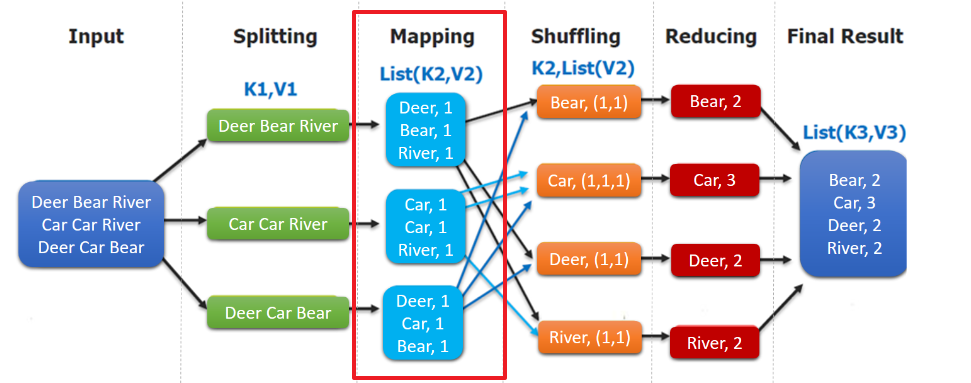 Input
Splitting
Mapping
Shuffling
Reducing
Final Result
K1,V1
List(K2,V2)
K2,List(V2)
List(K3,V3)
Deer Bear River
Car Car River
Deer Car Bear
Deer Bear River
Car Car River
Deer Car Bear
Deer, 1
Bear, 1
River, 1
Car, 1
Car, 1
River, 1
Deer, 1
Car, 1
Bear, 1
Bear, (1,1)
Car, (1,1,1)
Deer, (1,1)
River, (1,1)
Bear, 2
Car, 3
Deer, 2
River, 2
Bear, 2
Car, 3
Deer, 2
River, 2